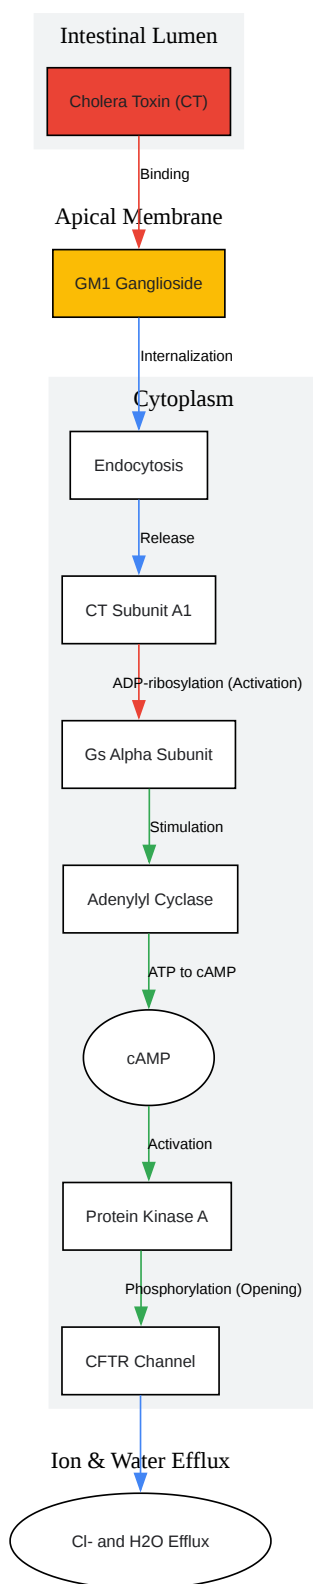 Intestinal Lumen
Cholera Toxin (CT)
Binding
Apical Membrane
GM1 Ganglioside
Internalization
Cytoplasm
Endocytosis
Release
CT Subunit A1
ADP-ribosylation (Activation)
Gs Alpha Subunit
Stimulation
Adenylyl Cyclase
ATP to cAMP
cAMP
Activation
Protein Kinase A
Phosphorylation (Opening)
CFTR Channel
Ion & Water Efflux
Cl- and H2O Efflux